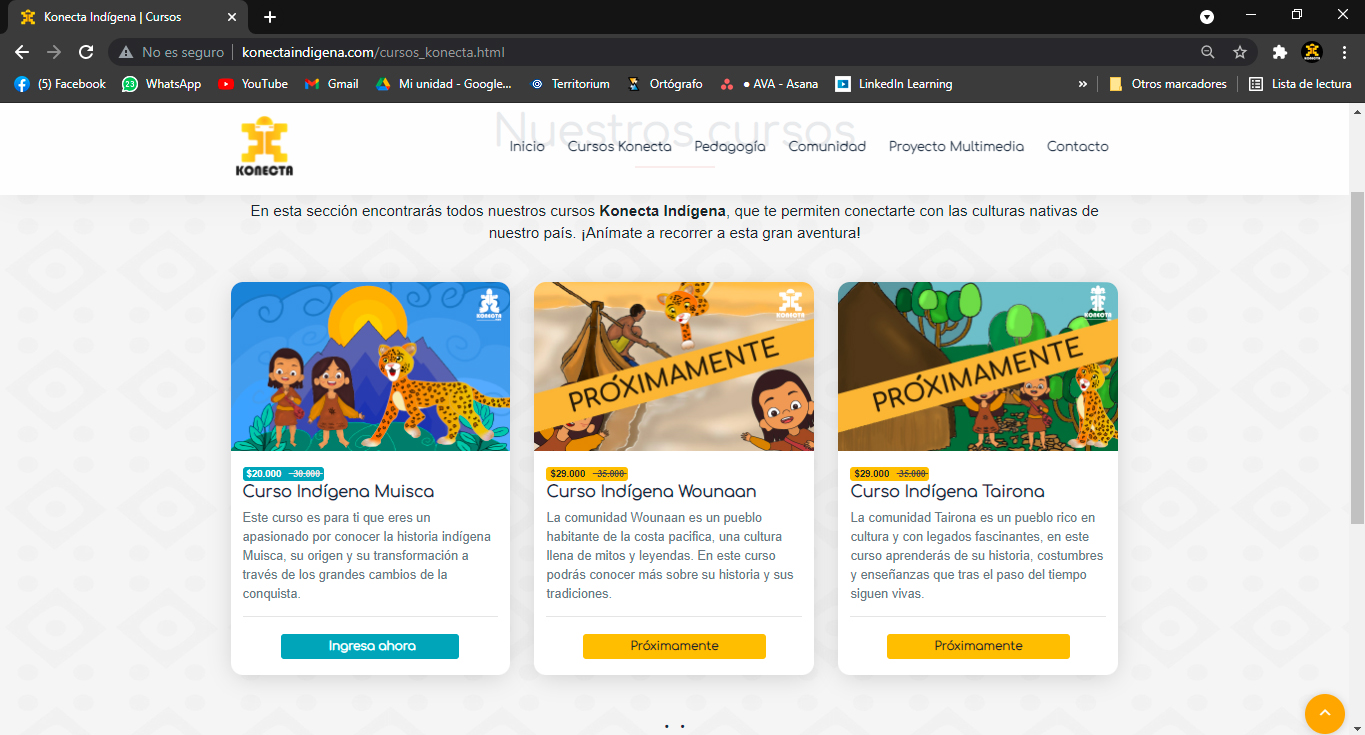 Konecta Indígena | Cursos
No es seguro
konectaindigena.com/cursos_konecta.html
(5) Facebook
23
WhatsApp
YouTube
Gmail
Mi unidad - Google...
Territorium
Ortógrafo
● AVA - Asana
LinkedIn Learning
»
Otros marcadores
Lista de lectura
KONECTA
Nuestros cursos
Inicio
Cursos Konecta
Pedagogía
Comunidad
Proyecto Multimedia
Contacto
En esta sección encontrarás todos nuestros cursos Konecta Indígena, que te permiten conectarte con las culturas nativas de
nuestro país. ¡Anímate a recorrer a esta gran aventura!
KONECTA
$20.000 30.000
Curso Indígena Muisca
Este curso es para ti que eres un
apasionado por conocer la historia indígena
Muisca, su origen y su transformación a
través de los grandes cambios de la
conquista.
Ingresa ahora
KONECTA
PRÓXIMAMENTE
$29.000 35.000
Curso Indígena Wounaan
La comunidad Wounaan es un pueblo
habitante de la costa pacifica, una cultura
llena de mitos y leyendas. En este curso
podrás conocer más sobre su historia y sus
tradiciones.
Próximamente
KONECTA
PRÓXIMAMENTE
$29.000 35.000
Curso Indígena Tairona
La comunidad Tairona es un pueblo rico en
cultura y con legados fascinantes, en este
curso aprenderás de su historia, costumbres
y enseñanzas que tras el paso del tiempo
siguen vivas.
Próximamente